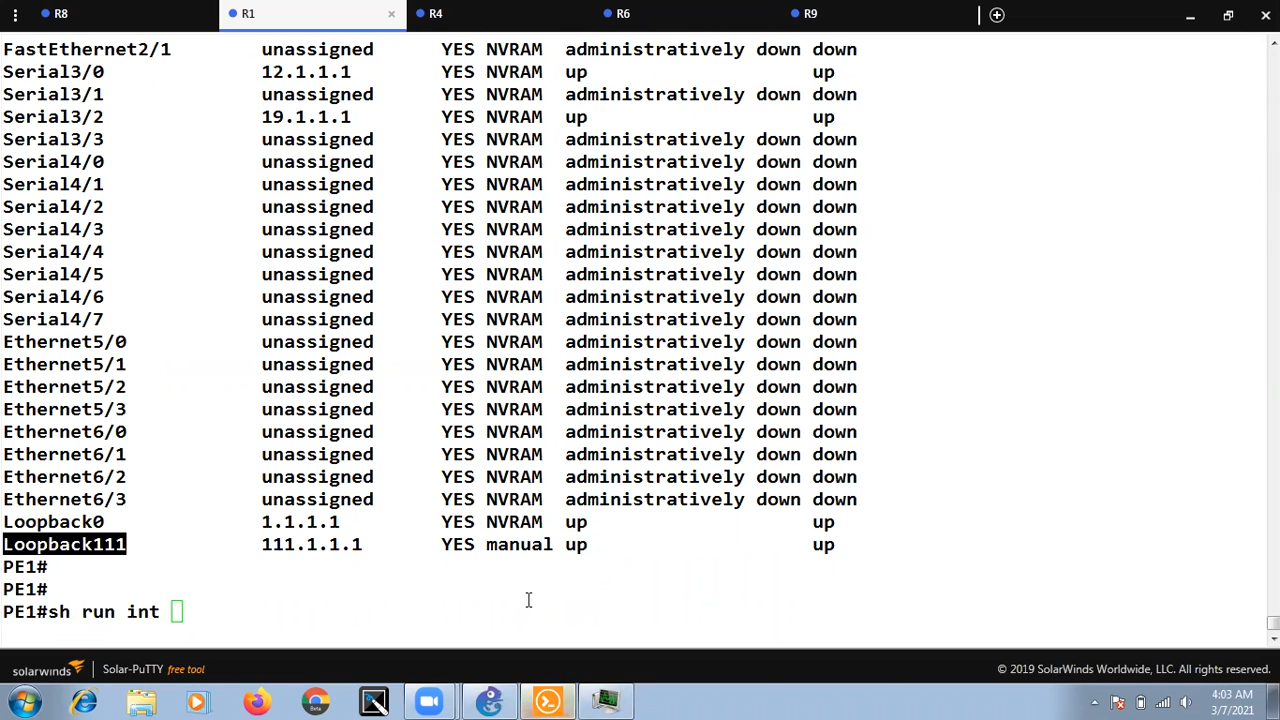 R8 R1 × R4 R6 R9
FastEthernet2/1 unassigned YES NVRAM administratively down down
Serial3/0 12.1.1.1 YES NVRAM up up
Serial3/1 unassigned YES NVRAM administratively down down
Serial3/2 19.1.1.1 YES NVRAM up up
Serial3/3 unassigned YES NVRAM administratively down down
Serial4/0 unassigned YES NVRAM administratively down down
Serial4/1 unassigned YES NVRAM administratively down down
Serial4/2 unassigned YES NVRAM administratively down down
Serial4/3 unassigned YES NVRAM administratively down down
Serial4/4 unassigned YES NVRAM administratively down down
Serial4/5 unassigned YES NVRAM administratively down down
Serial4/6 unassigned YES NVRAM administratively down down
Serial4/7 unassigned YES NVRAM administratively down down
Ethernet5/0 unassigned YES NVRAM administratively down down
Ethernet5/1 unassigned YES NVRAM administratively down down
Ethernet5/2 unassigned YES NVRAM administratively down down
Ethernet5/3 unassigned YES NVRAM administratively down down
Ethernet6/0 unassigned YES NVRAM administratively down down
Ethernet6/1 unassigned YES NVRAM administratively down down
Ethernet6/2 unassigned YES NVRAM administratively down down
Ethernet6/3 unassigned YES NVRAM administratively down down
Loopback0 1.1.1.1 YES NVRAM up up
Loopback111 111.1.1.1 YES manual up up
PE1#
PE1#
PE1#sh run int
solarwinds Solar-PuTTY free tool © 2019 SolarWinds Worldwide, LLC. All rights reserved.
4:03 AM
3/7/2021